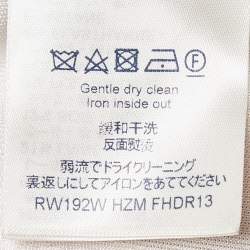 F
Gentle dry clean
Iron inside out
緩和干洗
反面熨燙
弱流でドライクリーニング
裏返しにしてアイロンをあててください
RW192W HZM FHDR13